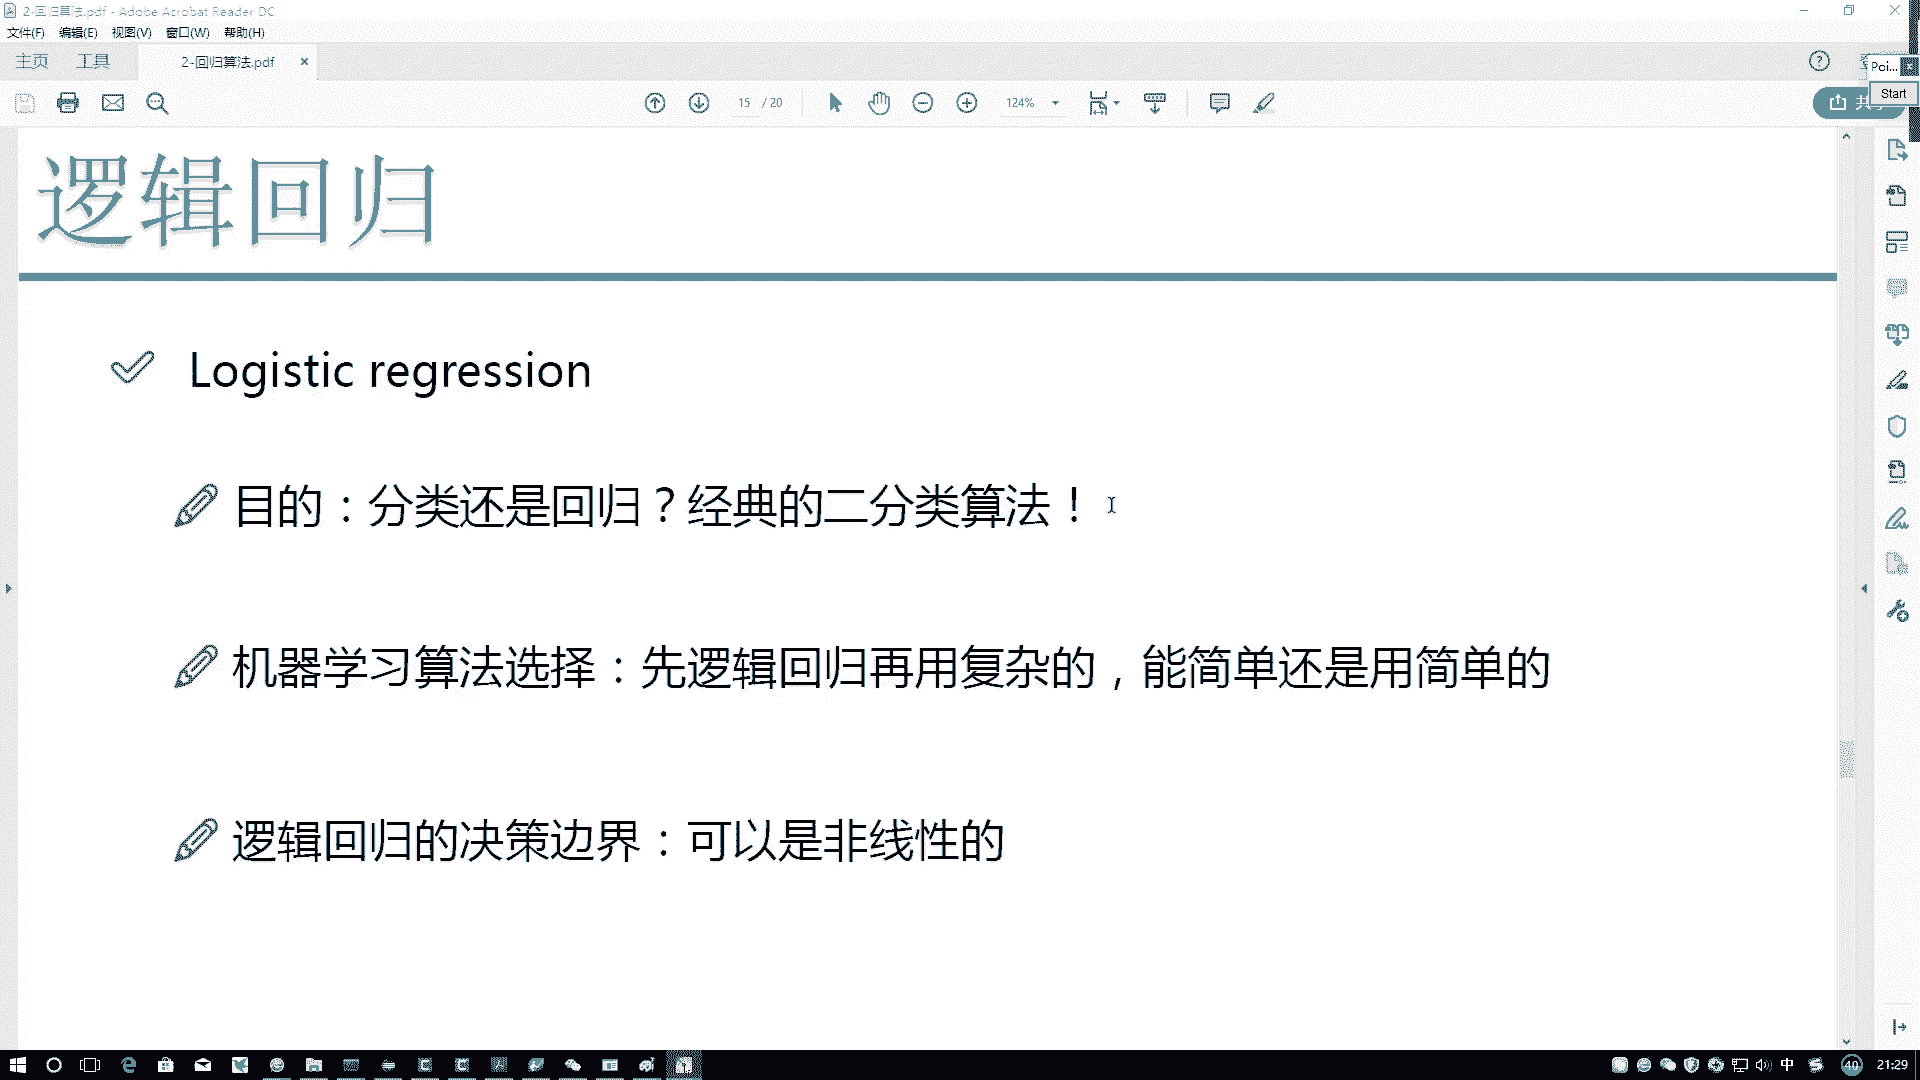 2-回归算法.pdf - Adobe Acrobat Reader DC
文件(F) 编辑(E) 视图(V) 窗口(W) 帮助(H)
主页 工具 2-回归算法.pdf
Poi...
15 / 20 124%
Start
逻辑回归
Logistic regression
目的：分类还是回归？经典的二分类算法！
机器学习算法选择：先逻辑回归再用复杂的，能简单还是用简单的
逻辑回归的决策边界：可以是非线性的
中 40 21:29